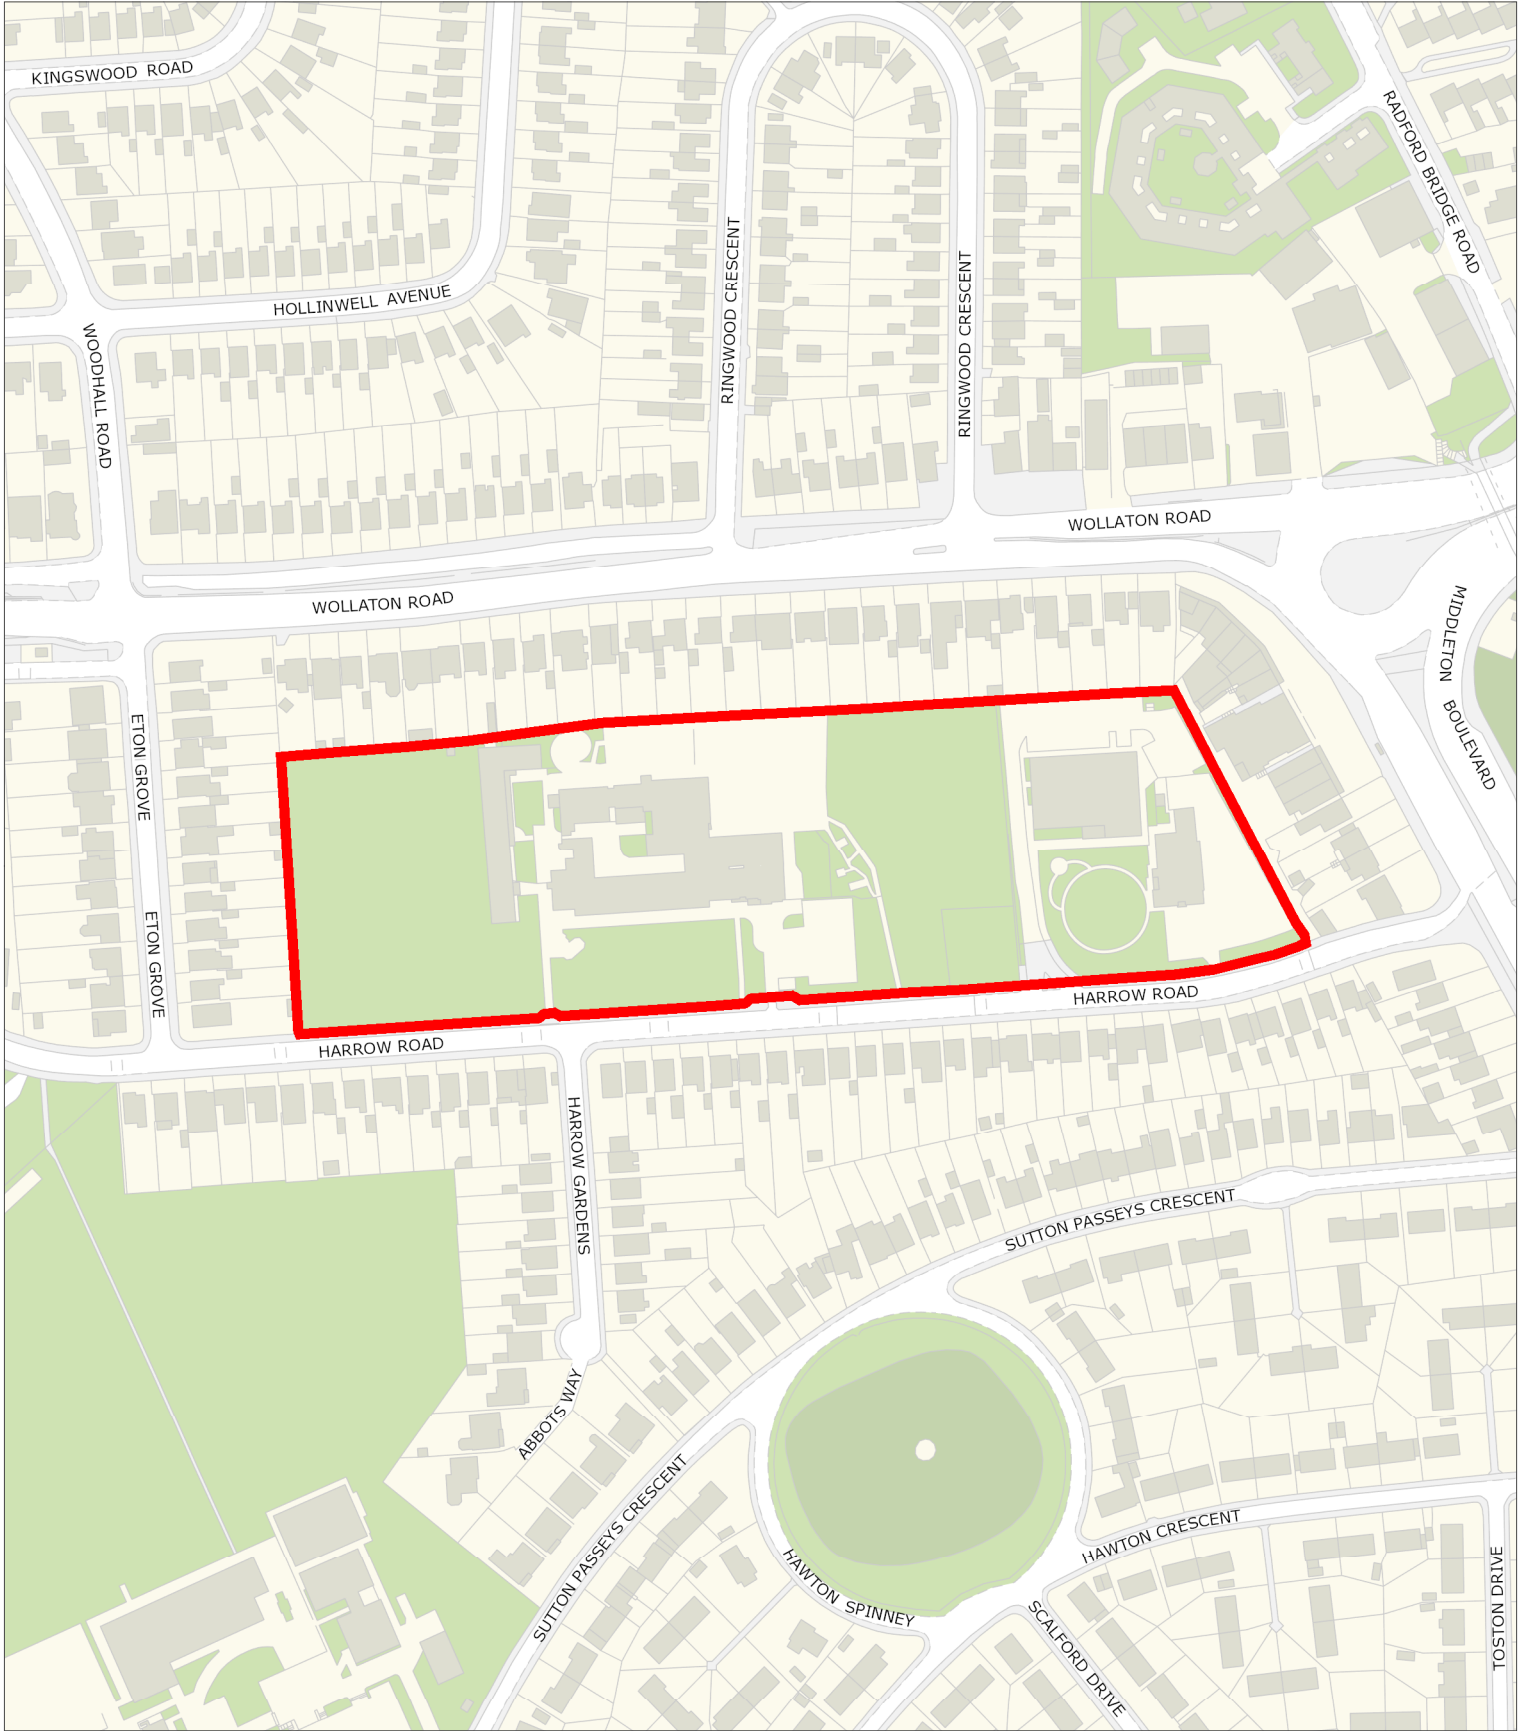 KINGSWOOD ROAD
RADFORD BRIDGE ROAD
HOLLINWELL AVENUE
RINGWOOD CRESCENT
RINGWOOD CRESCENT
WOODHALL ROAD
WOLLATON ROAD
WOLLATON ROAD
MIDDLETON BOULEVARD
ETON GROVE
ETON GROVE
HARROW ROAD
HARROW ROAD
HARROW GARDENS
SUTTON PASSEYS CRESCENT
ABBOTS WAY
SUTTON PASSEYS CRESCENT
HAWTON CRESCENT
HAWTON SPINNEY
SCALFORD DRIVE
TOSTON DRIVE